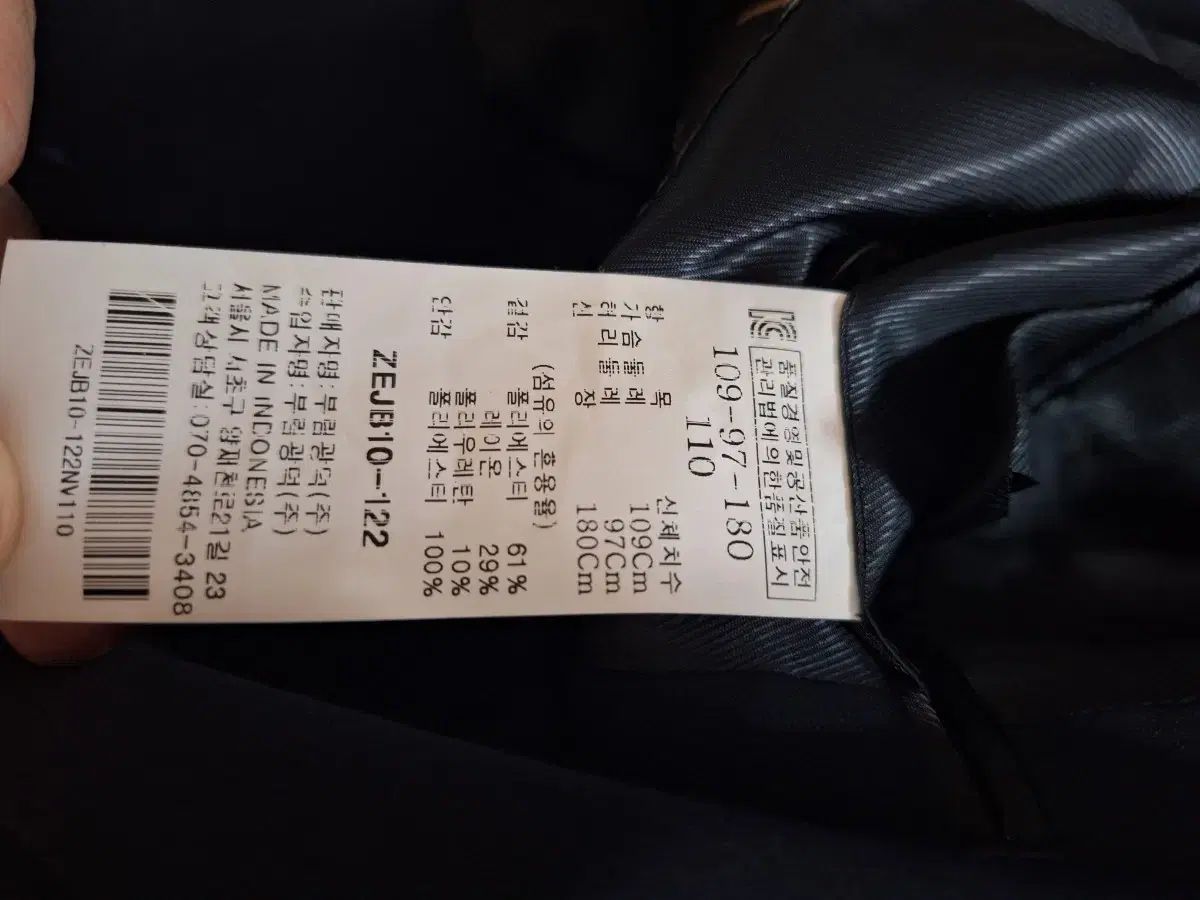 품질경영및공산품안전
관리법에의한품질표시
109-97-180
110
항 목 신체치수
가슴둘레 109Cm
허리둘레 97Cm
신 장 180Cm
(섬유의 혼용율)
겉감 폴리에스터 61%
레이온 29%
폴리우레탄 10%
안감 폴리에스터 100%
ZEJB10-122
판매자명:부림광덕(주)
수입자명:부림광덕(주)
MADE IN INDONESIA
서울시 서초구 양재천로21길 23
고객상담실:070-4854-3408
ZEJB10-122NV110